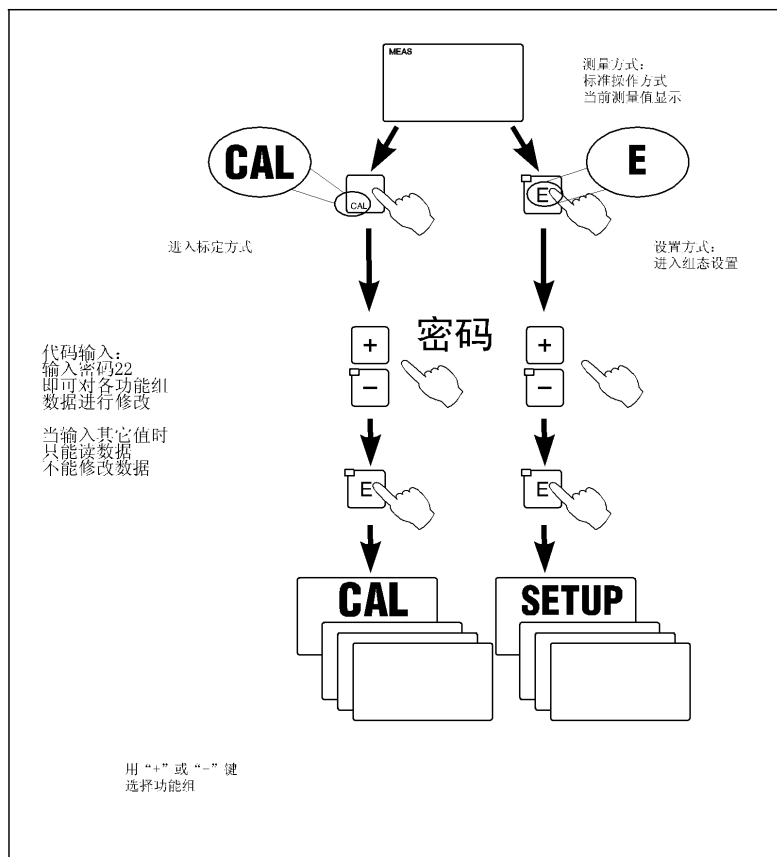 MEAS
测量方式：
标准操作方式
当前测量值显示
CAL
E
CAL
E
进入标定方式
设置方式：
进入组态设置
密码
+
+
−
−
代码输入：
输入密码22
即可对各功能组
数据进行修改
当输入其它值时
只能读数据
不能修改数据
E
E
CAL
SETUP
用“+”或“−”键
选择功能组